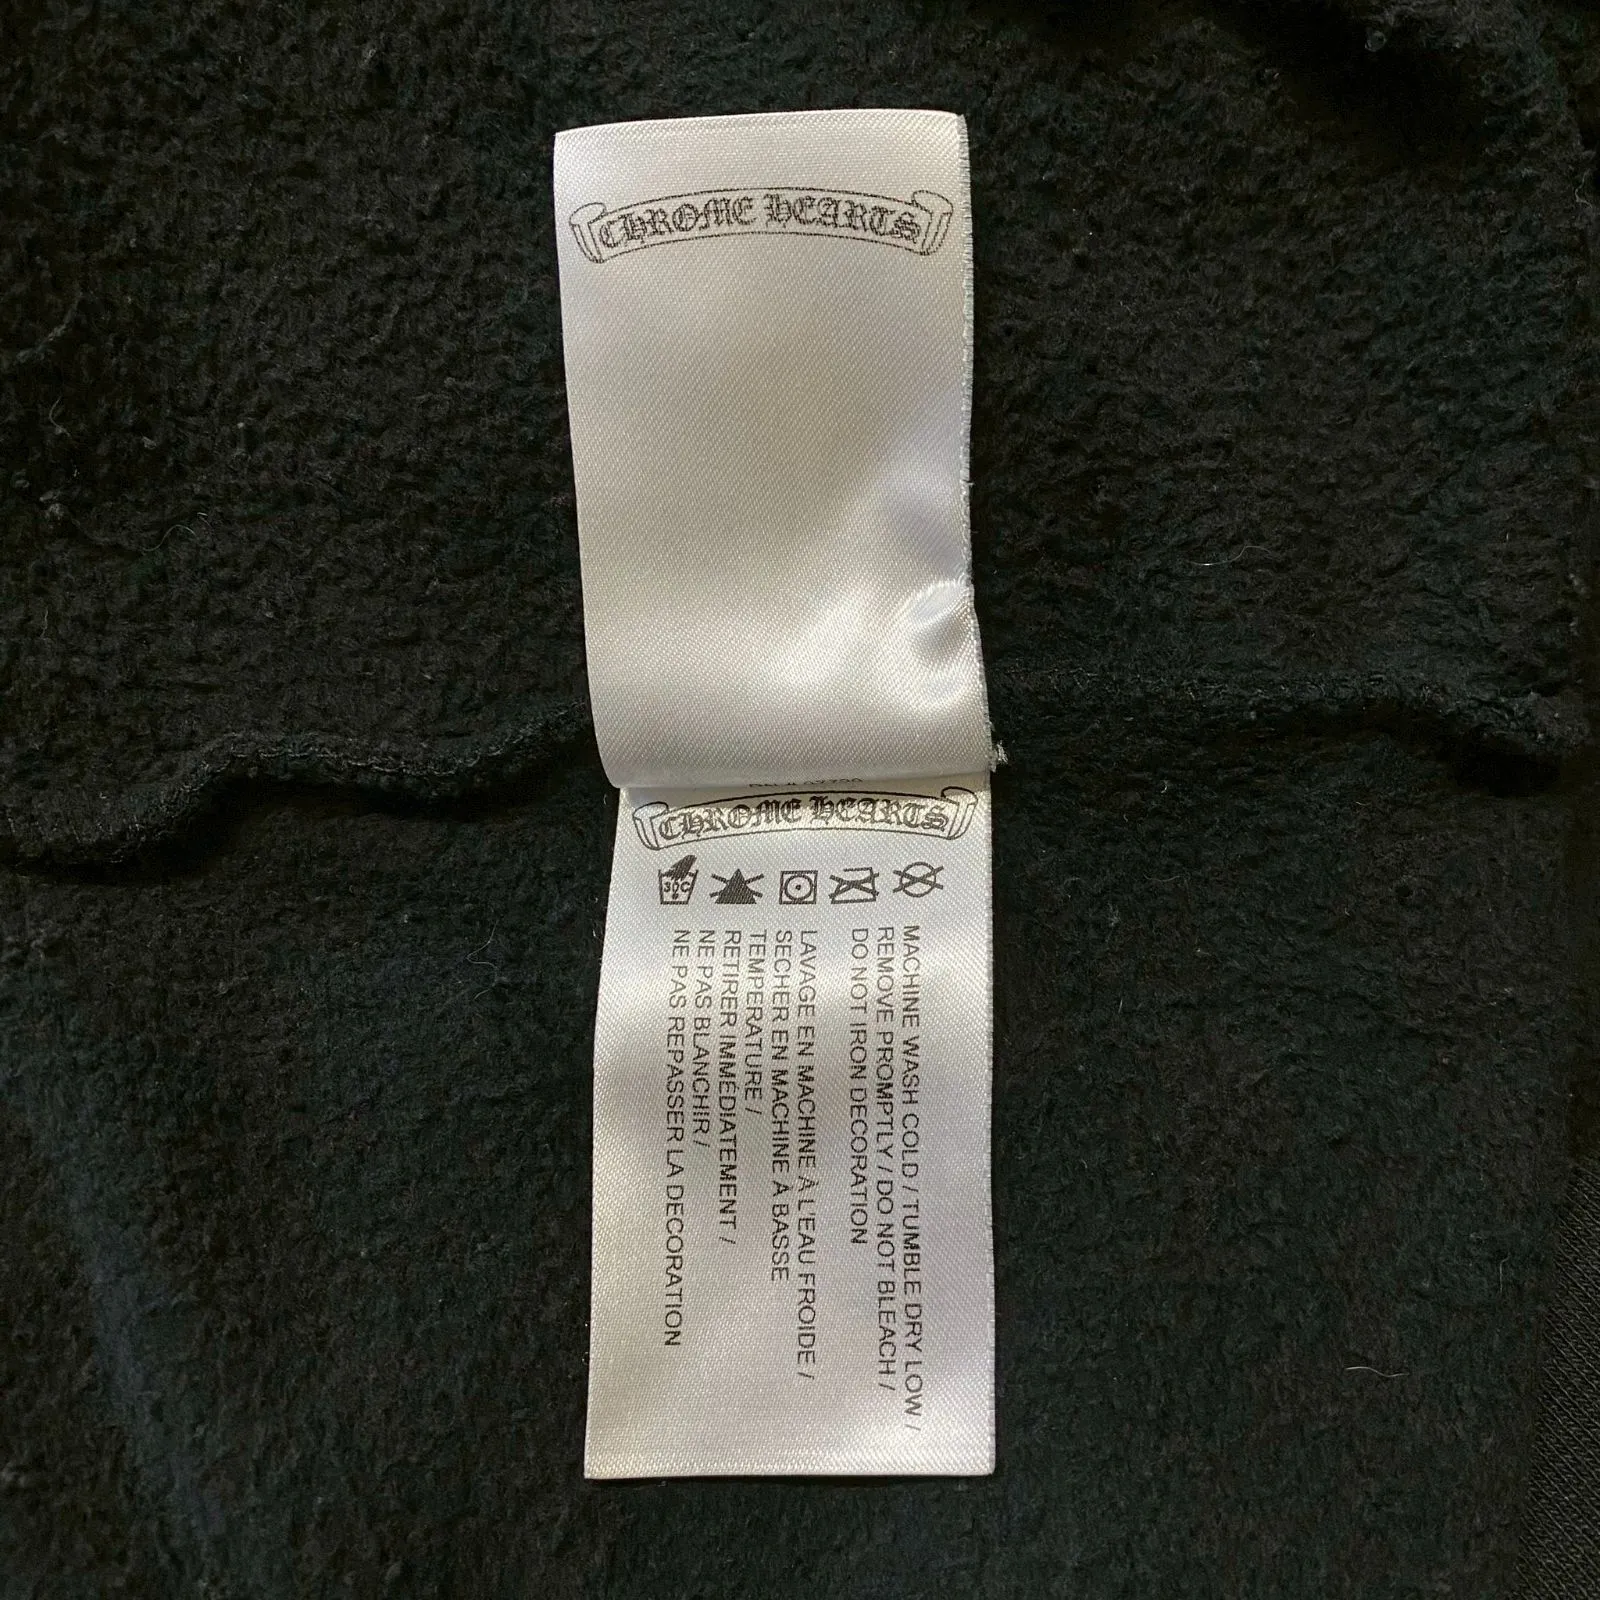 CHROME HEARTS
CHROME HEARTS
30C
MACHINE WASH COLD / TUMBLE DRY LOW /
REMOVE PROMPTLY / DO NOT BLEACH /
DO NOT IRON DECORATION
LAVAGE EN MACHINE À L'EAU FROIDE /
SECHER EN MACHINE À BASSE
TEMPERATURE /
RETIRER IMMÉDIATEMENT /
NE PAS BLANCHIR /
NE PAS REPASSER LA DECORATION